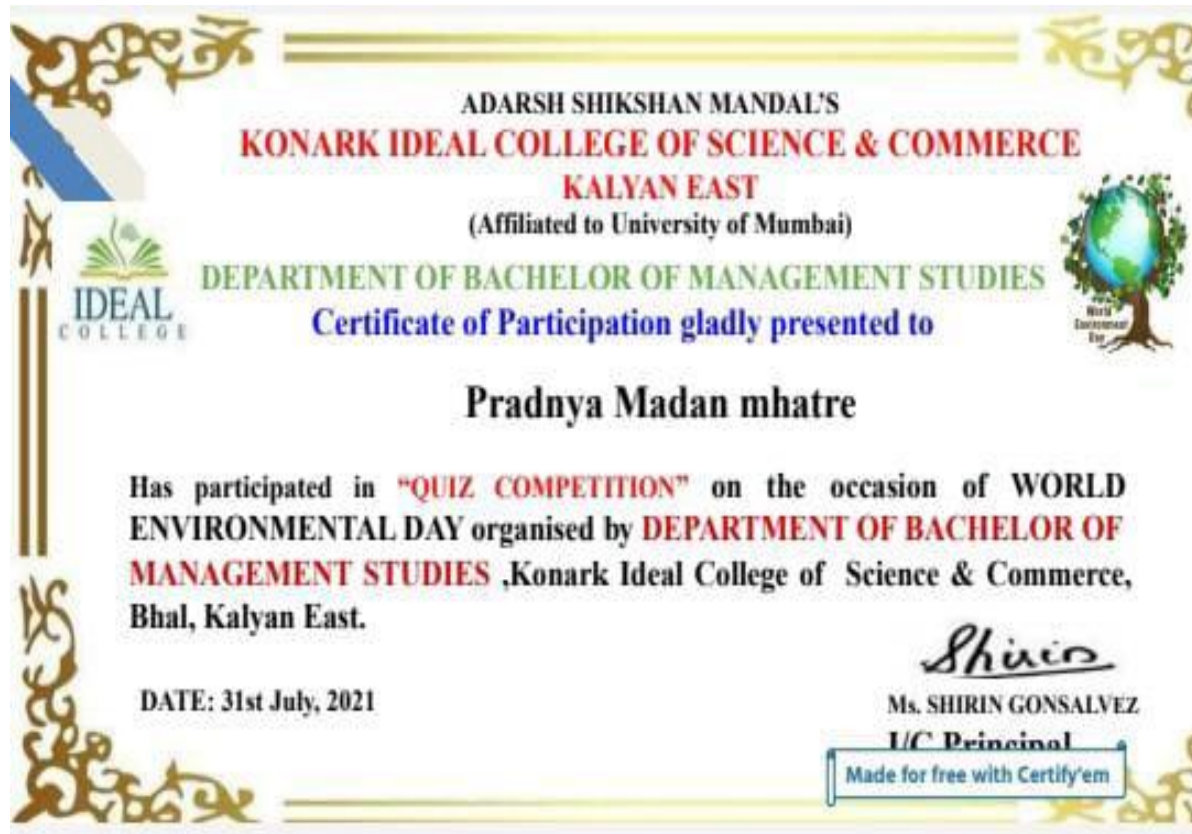 ADARSH SHIKSHAN MANDAL'S
KONARK IDEAL COLLEGE OF SCIENCE & COMMERCE
KALYAN EAST
(Affiliated to University of Mumbai)
DEPARTMENT OF BACHELOR OF MANAGEMENT STUDIES
IDEAL
COLLEGE
World
Environment
Day
Certificate of Participation gladly presented to
Pradnya Madan mhatre
Has participated in “QUIZ COMPETITION” on the occasion of WORLD
ENVIRONMENTAL DAY organised by DEPARTMENT OF BACHELOR OF
MANAGEMENT STUDIES ,Konark Ideal College of Science & Commerce,
Bhal, Kalyan East.
Shirin
DATE: 31st July, 2021
Ms. SHIRIN GONSALVEZ
I/C Principal
Made for free with Certify'em